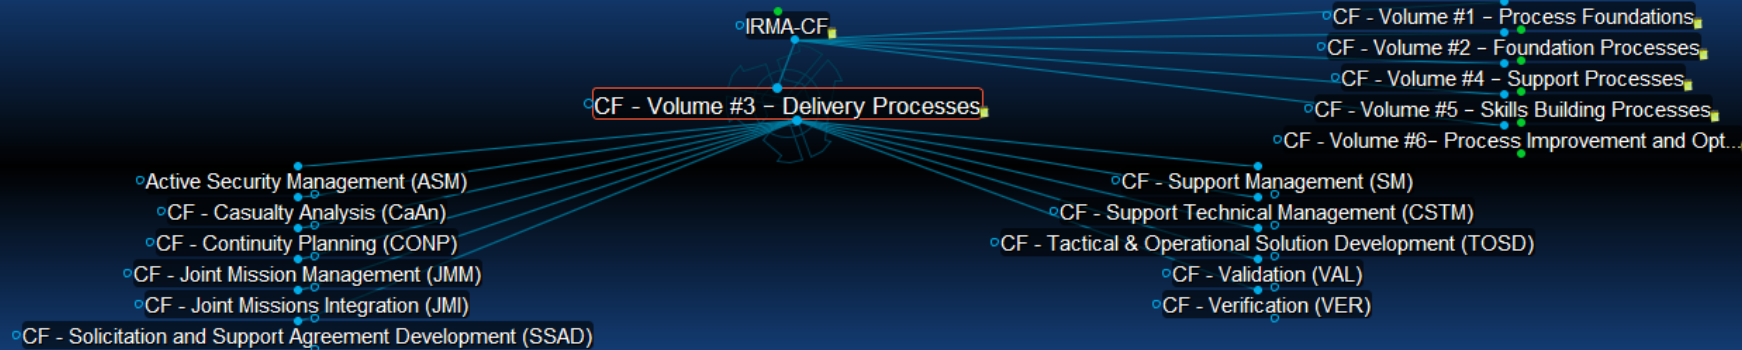 IRMA-CF
CF - Volume #1 – Process Foundations
CF - Volume #2 – Foundation Processes
CF - Volume #4 – Support Processes
CF - Volume #5 – Skills Building Processes
CF - Volume #6– Process Improvement and Opt...
CF - Volume #3 – Delivery Processes
Active Security Management (ASM)
CF - Casualty Analysis (CaAn)
CF - Continuity Planning (CONP)
CF - Joint Mission Management (JMM)
CF - Joint Missions Integration (JMI)
CF - Solicitation and Support Agreement Development (SSAD)
CF - Support Management (SM)
CF - Support Technical Management (CSTM)
CF - Tactical & Operational Solution Development (TOSD)
CF - Validation (VAL)
CF - Verification (VER)